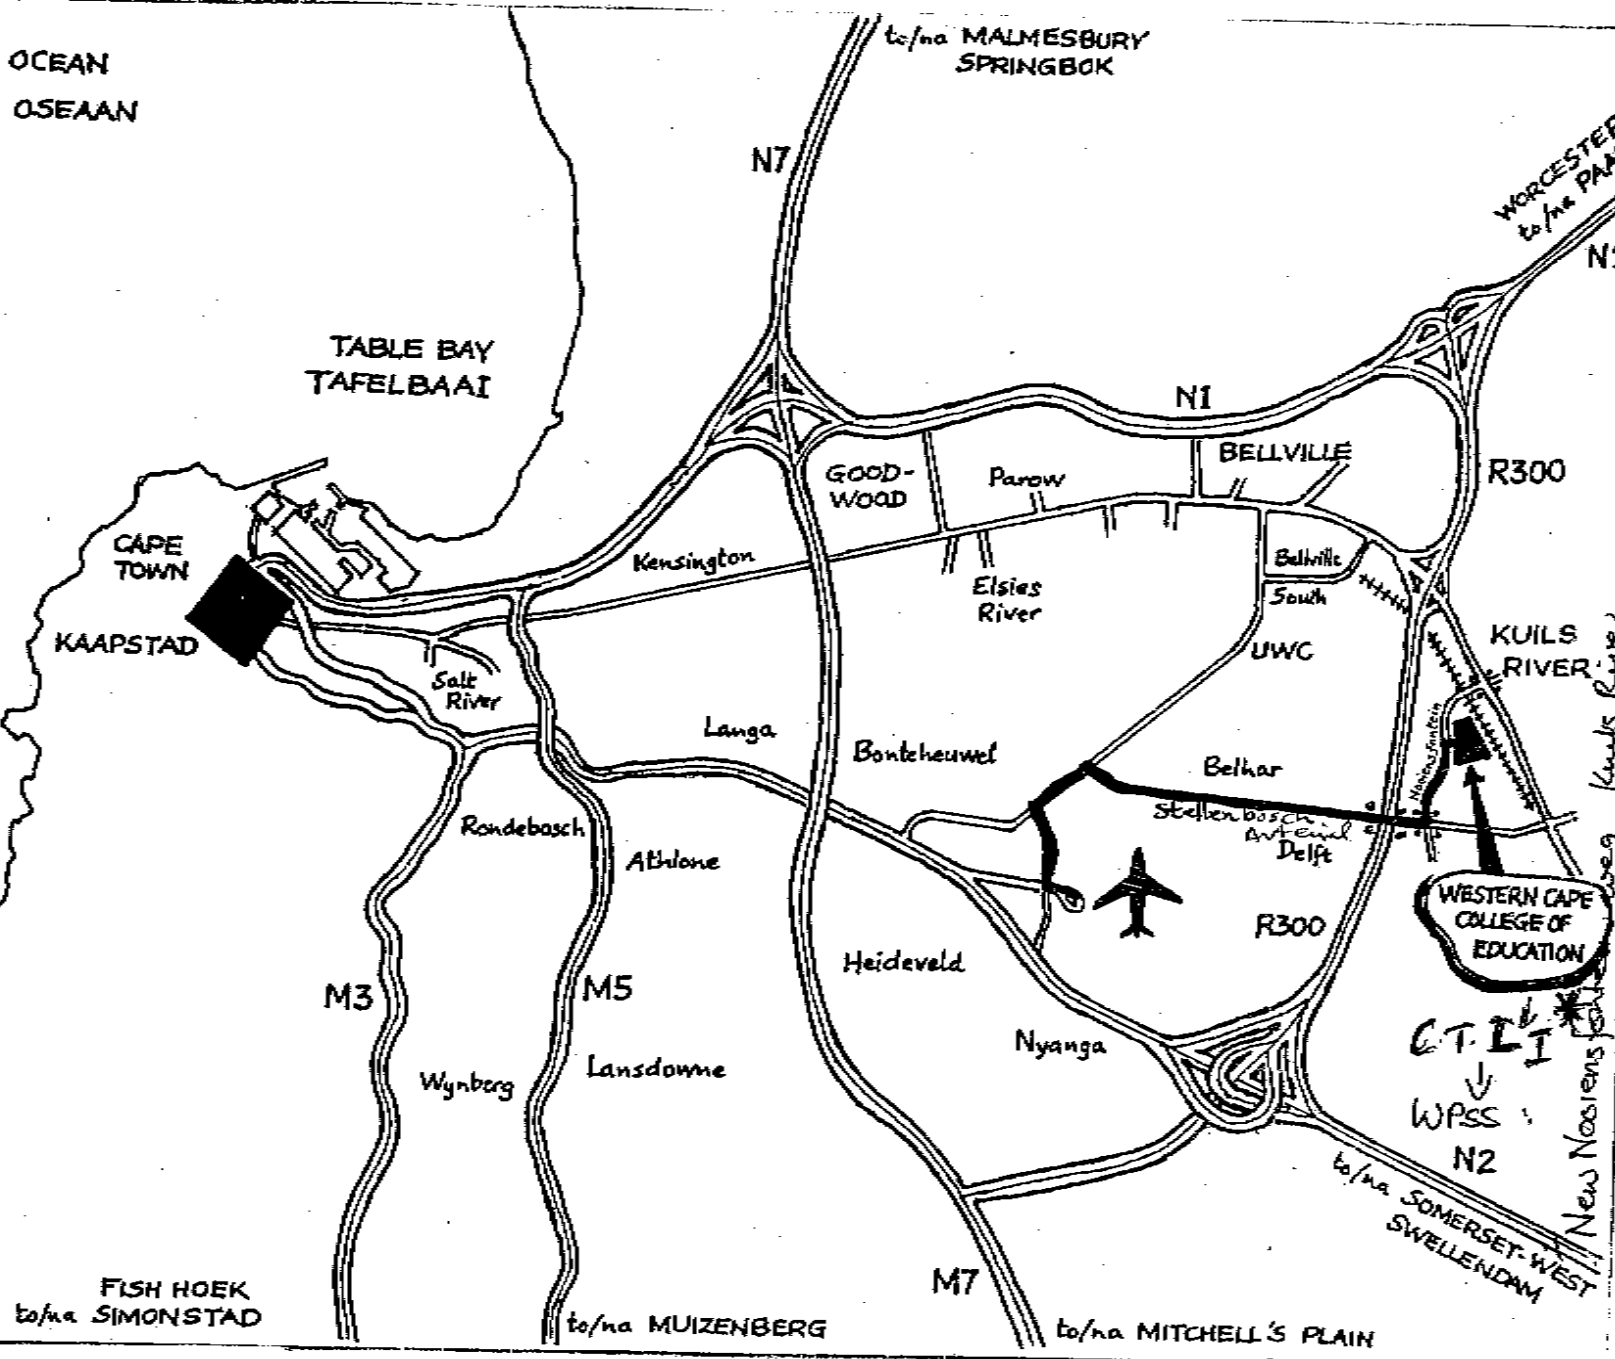 OCEAN
OSEAAN
to/na MALMESBURY
SPRINGBOK
N7
WORCESTER
to/na
TABLE BAY
TAFELBAAI
N1
BELLVILLE
GOOD-
WOOD
Parow
R300
CAPE
TOWN
Kensington
Bellville
South
Elsies
River
KAAPSTAD
UWC
KUILS
RIVER
Salt
River
Langa
Bonteheuwel
Belhar
Stellenbosch
Arterial
Delft
Rondebosch
Athlone
WESTERN CAPE
COLLEGE OF
EDUCATION
R300
Heideveld
M3
M5
C.T.L.I
Nyanga
Lansdowne
Wynberg
WPSS
N2
to/na SOMERSET-WEST
SWELLENDAM
New
Kuils River
M7
FISH HOEK
to/na SIMONSTAD
to/na MUIZENBERG
to/na MITCHELL'S PLAIN